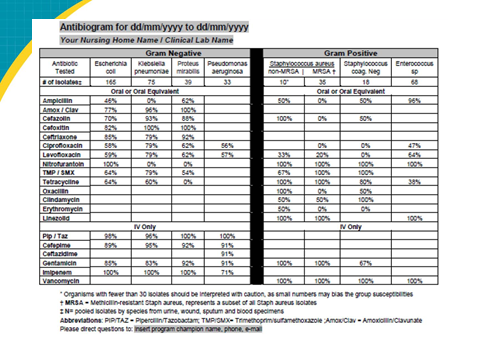 Antibiogram for dd/mm/yyyy to dd/mm/yyyy
Your Nursing Home Name / Clinical Lab Name
Gram Negative Gram Positive
Antibiotic Tested Escherichia coli Klebsiella pneumoniae Proteus mirabilis Pseudomonas aeruginosa Staphylococcus aureus non-MRSA | MRSA † Staphylococcus coag. Neg Enterococcus sp
# of Isolates‡ 165 75 39 33 10* 35 18 68
Oral or Oral Equivalent Oral or Oral Equivalent
Ampicillin 46% 0% 62% 50% 0% 50% 96%
Amox / Clav 77% 96% 100%
Cefazolin 70% 93% 88% 100% 0% 50%
Cefoxitin 82% 100% 100%
Ceftriaxone 85% 79% 92%
Ciprofloxacin 58% 79% 62% 56% 0% 0% 47%
Levofloxacin 59% 79% 62% 57% 33% 20% 0% 64%
Nitrofurantoin 100% 0% 0% 100% 100% 100% 100%
TMP / SMX 64% 79% 54% 67% 100% 100%
Tetracycline 64% 60% 0% 100% 100% 80% 38%
Oxacillin 100% 0% 50%
Clindamycin 50% 50% 100%
Erythromycin 50% 0% 0%
Linezolid 100% 100% 100%
IV Only IV Only
Pip / Taz 98% 96% 100% 100%
Cefepime 89% 95% 92% 91%
Ceftazidime 91%
Gentamicin 85% 83% 92% 91% 100% 100% 67%
Imipenem 100% 100% 100% 71%
Vancomycin 100% 100% 100% 100%
* Organisms with fewer than 30 isolates should be interpreted with caution, as small numbers may bias the group susceptibilities
† MRSA = Methicillin-resistant Staph aureus, represents a subset of all Staph aureus isolates
‡ N= pooled isolates by species from urine, wound, sputum and blood specimens
Abbreviations: PIP/TAZ = Pipercillin/Tazobactam; TMP/SMX= Trimethoprim/sulfamethoxazole ;Amox/Clav = Amoxicillin/Clavunate
Please direct questions to: Insert program champion name, phone, e-mail